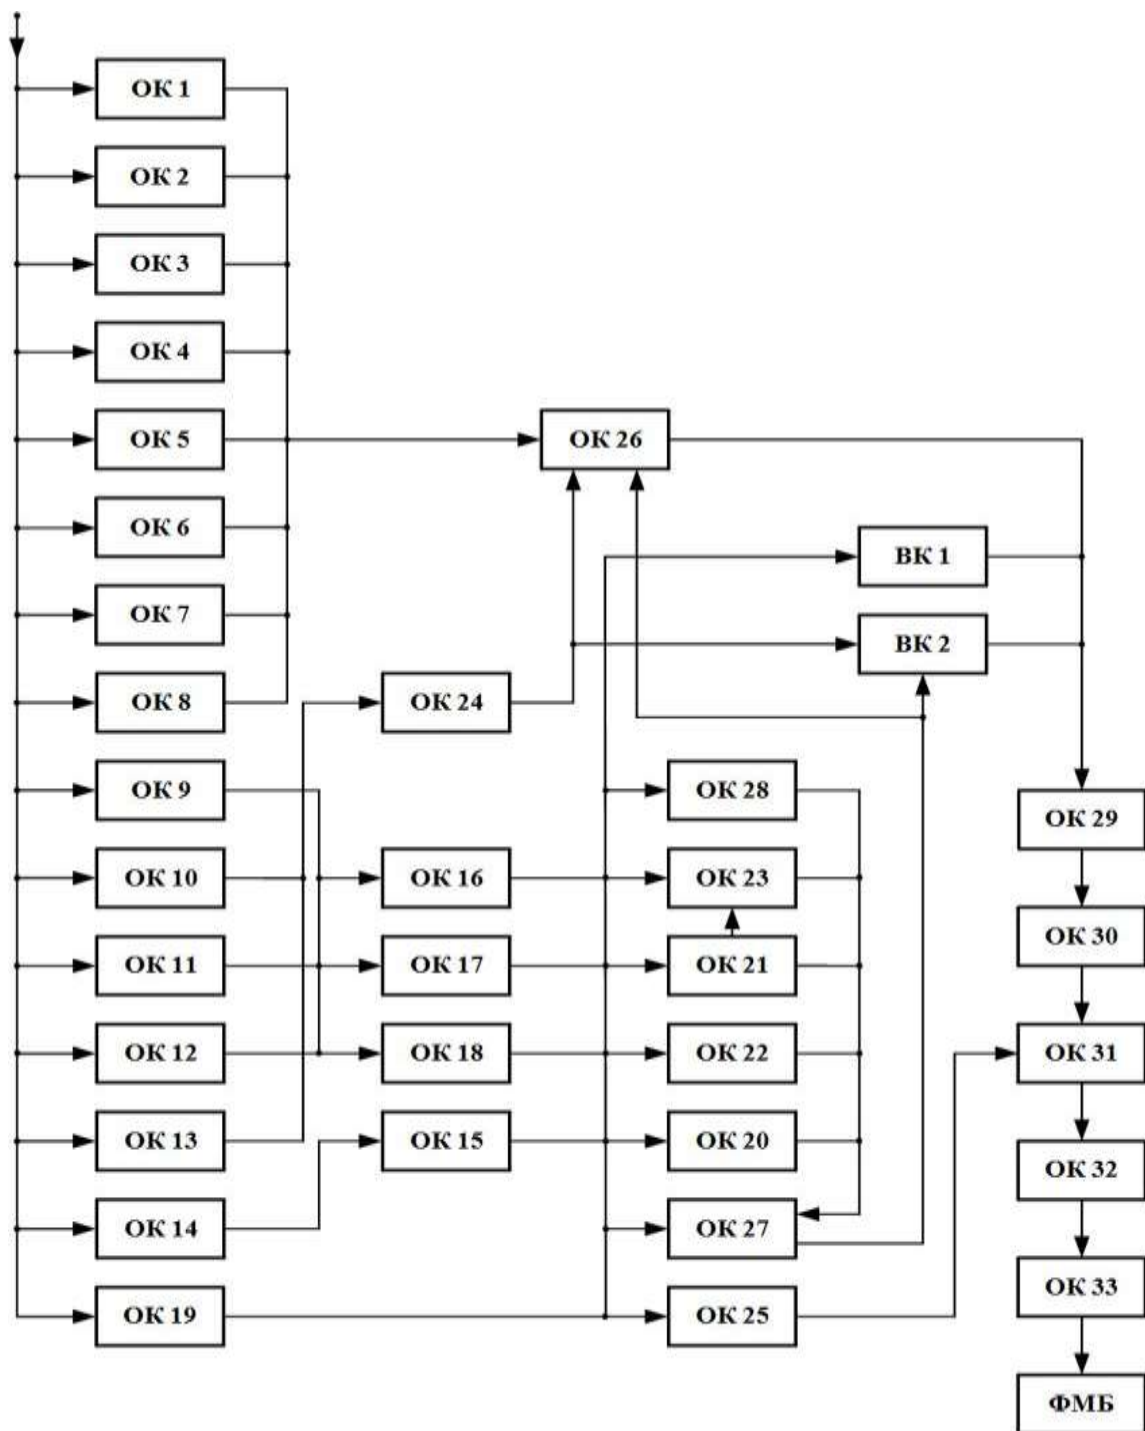 ОК 1
ОК 2
ОК 3
ОК 4
ОК 5
ОК 26
ОК 6
ВК 1
ОК 7
ВК 2
ОК 8
ОК 24
ОК 9
ОК 28
ОК 29
ОК 10
ОК 16
ОК 23
ОК 30
ОК 11
ОК 17
ОК 21
ОК 12
ОК 18
ОК 22
ОК 31
ОК 13
ОК 15
ОК 20
ОК 32
ОК 14
ОК 27
ОК 33
ОК 19
ОК 25
ФМБ